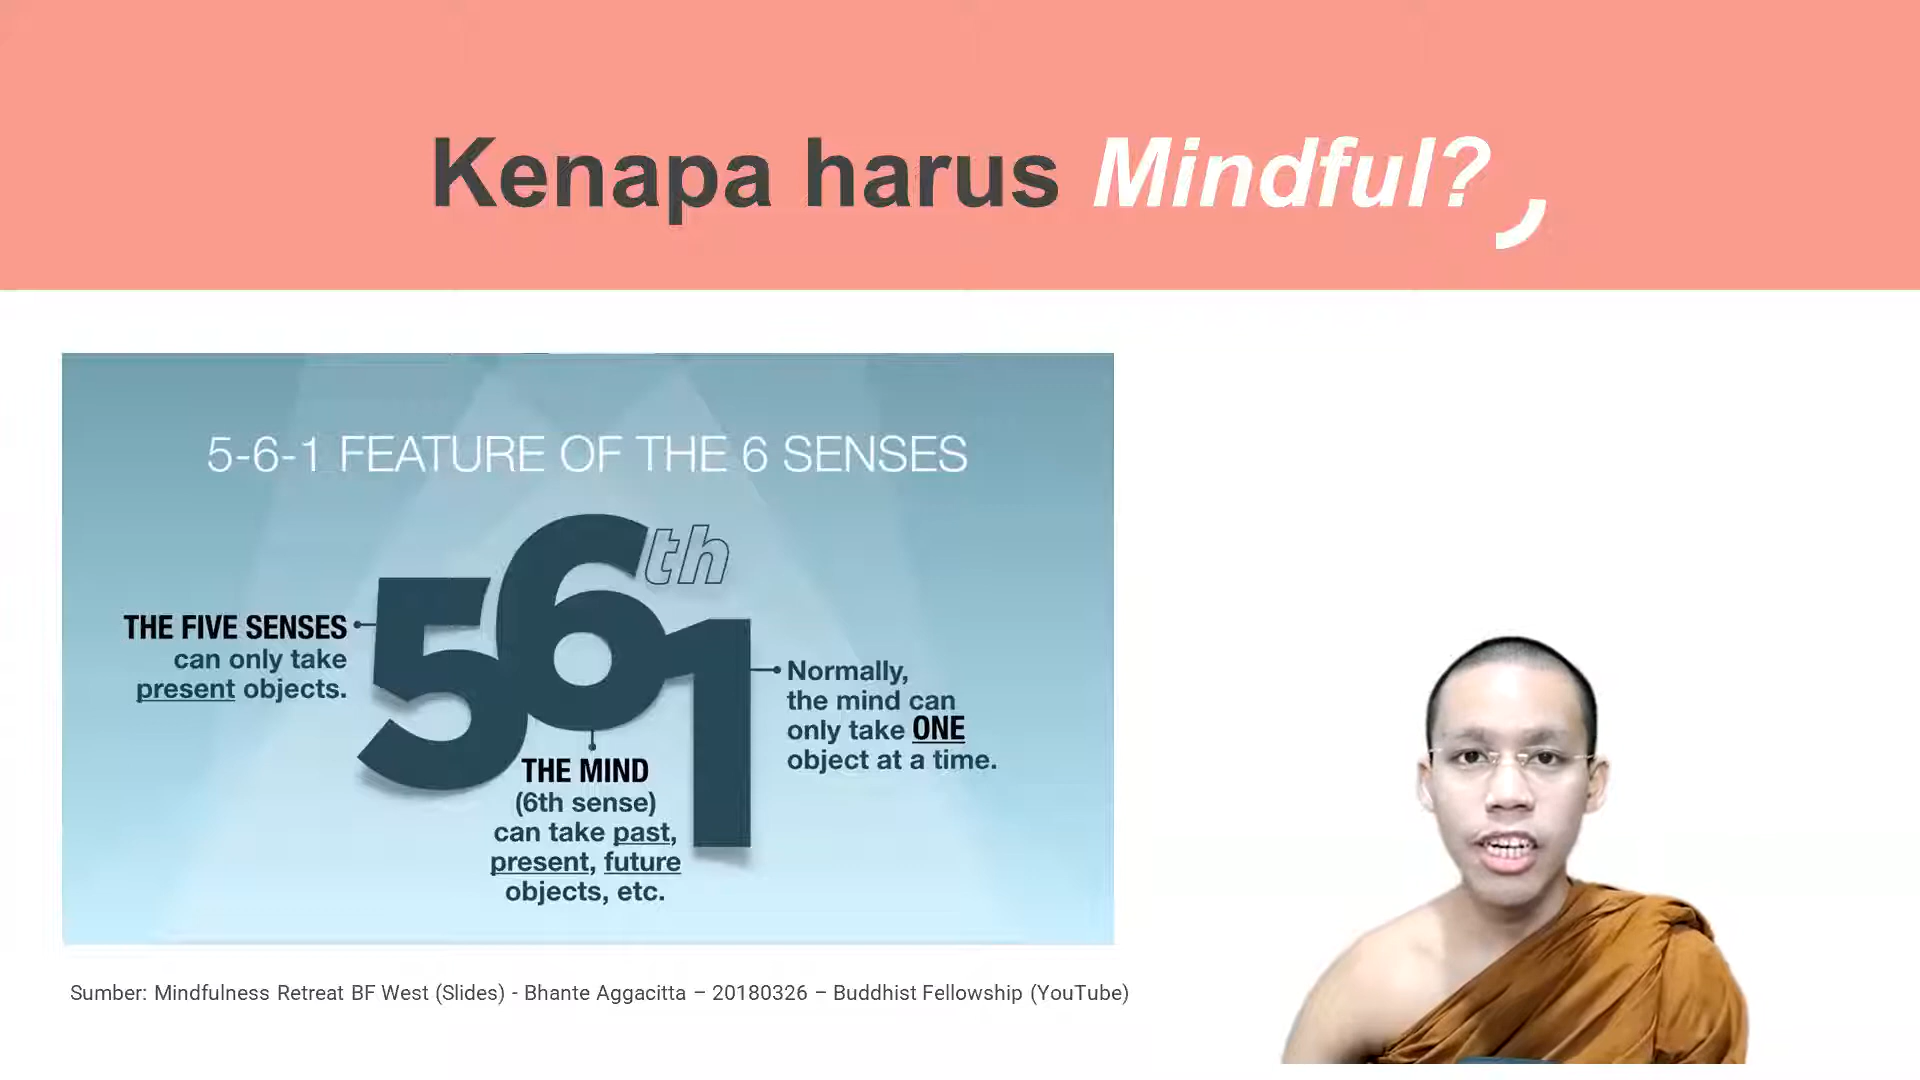 Kenapa harus Mindful?
5-6-1 FEATURE OF THE 6 SENSES
56th1
THE FIVE SENSES
can only take
present objects.
THE MIND
(6th sense)
can take past,
present, future
objects, etc.
Normally,
the mind can
only take ONE
object at a time.
Sumber: Mindfulness Retreat BF West (Slides) - Bhante Aggacitta – 20180326 – Buddhist Fellowship (YouTube)